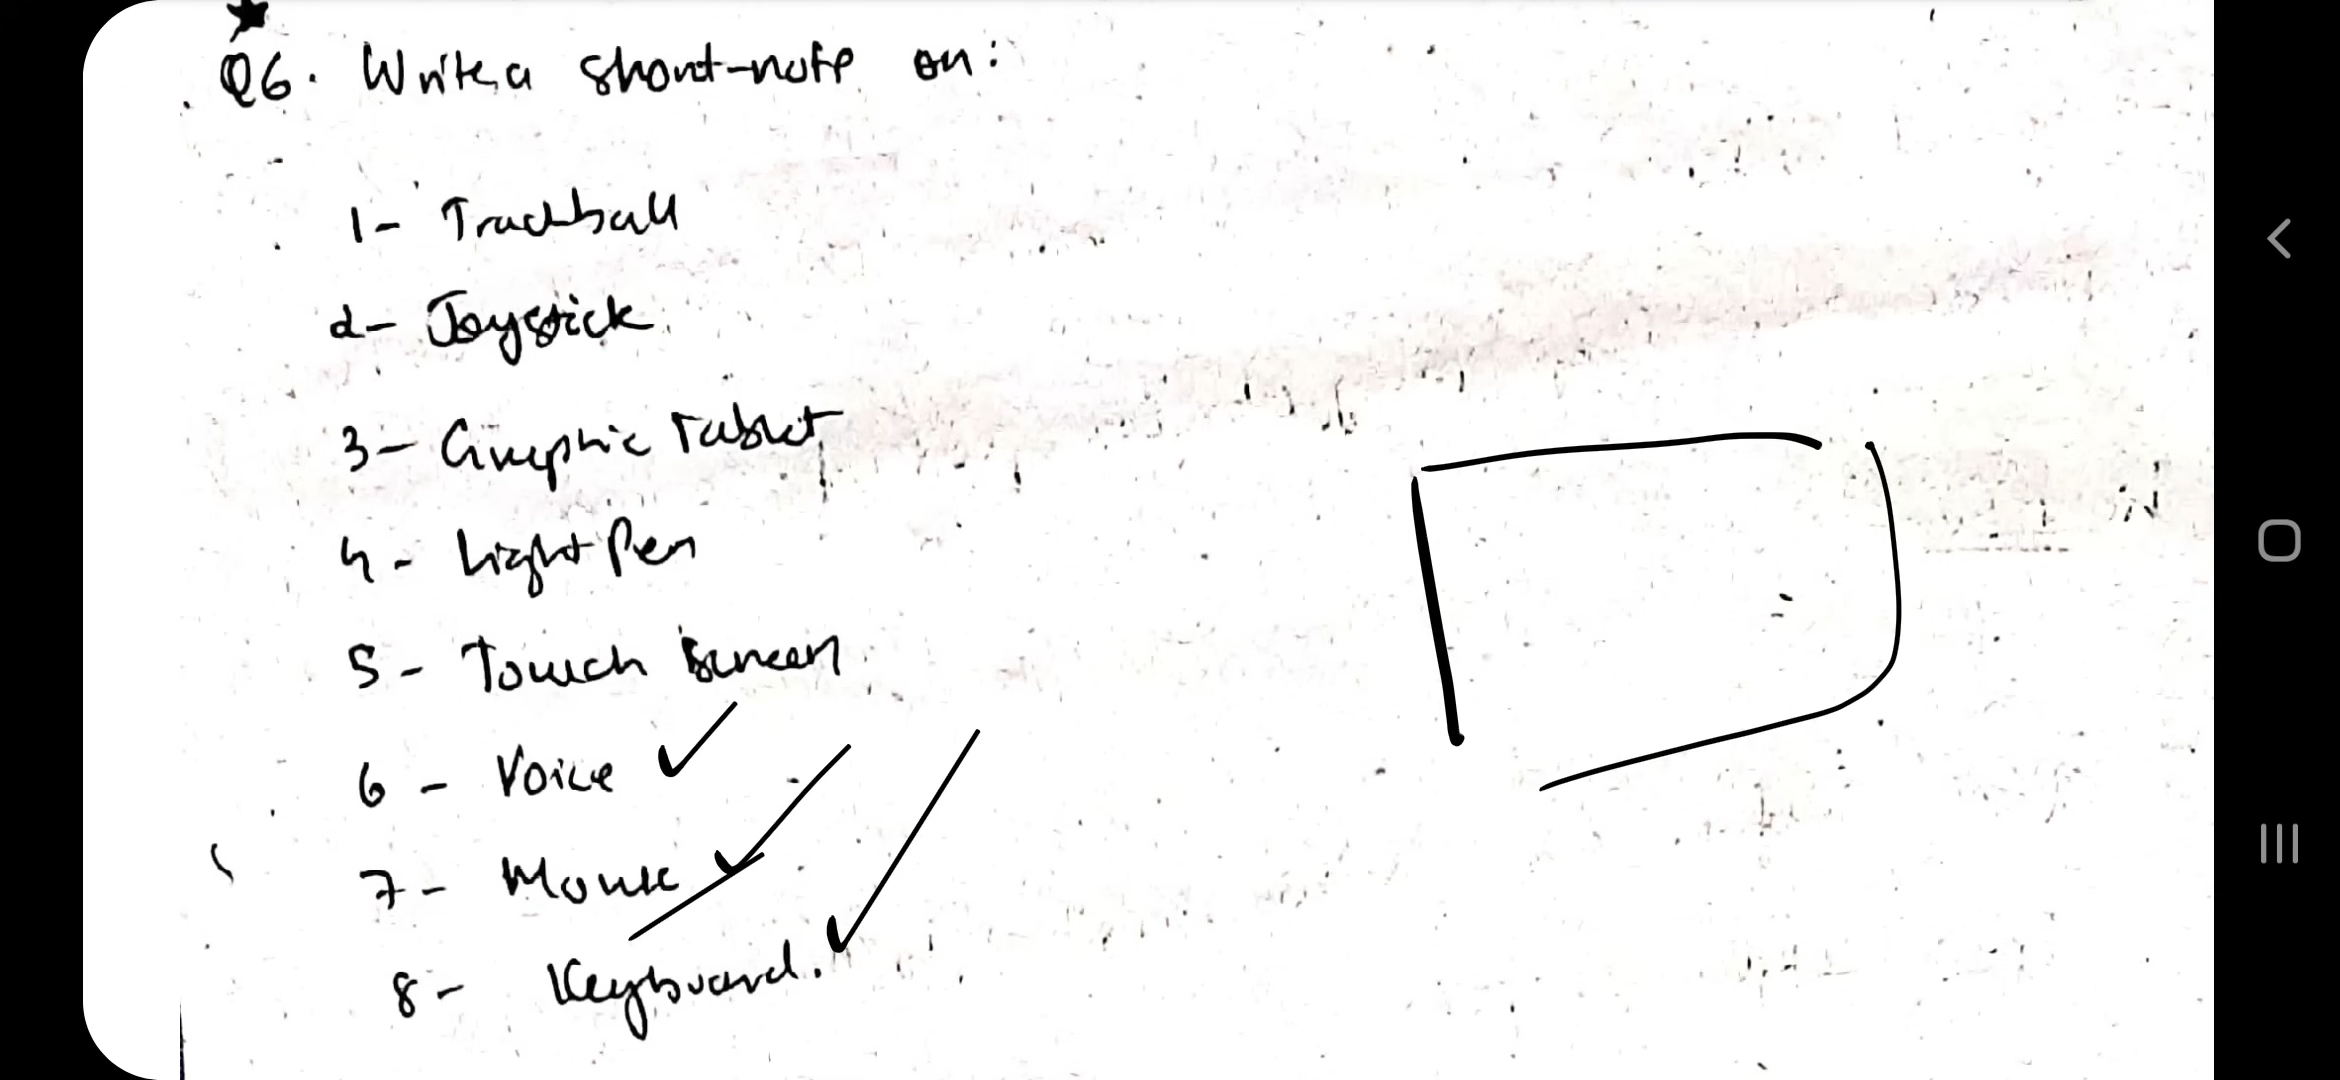 Q6. Write a short-note on:
1- Trackball
2- Joystick
3- Graphic Tablet
4- Light Pen
5- Touch Screen
6- Voice
7- Mouse
8- Keyboard.